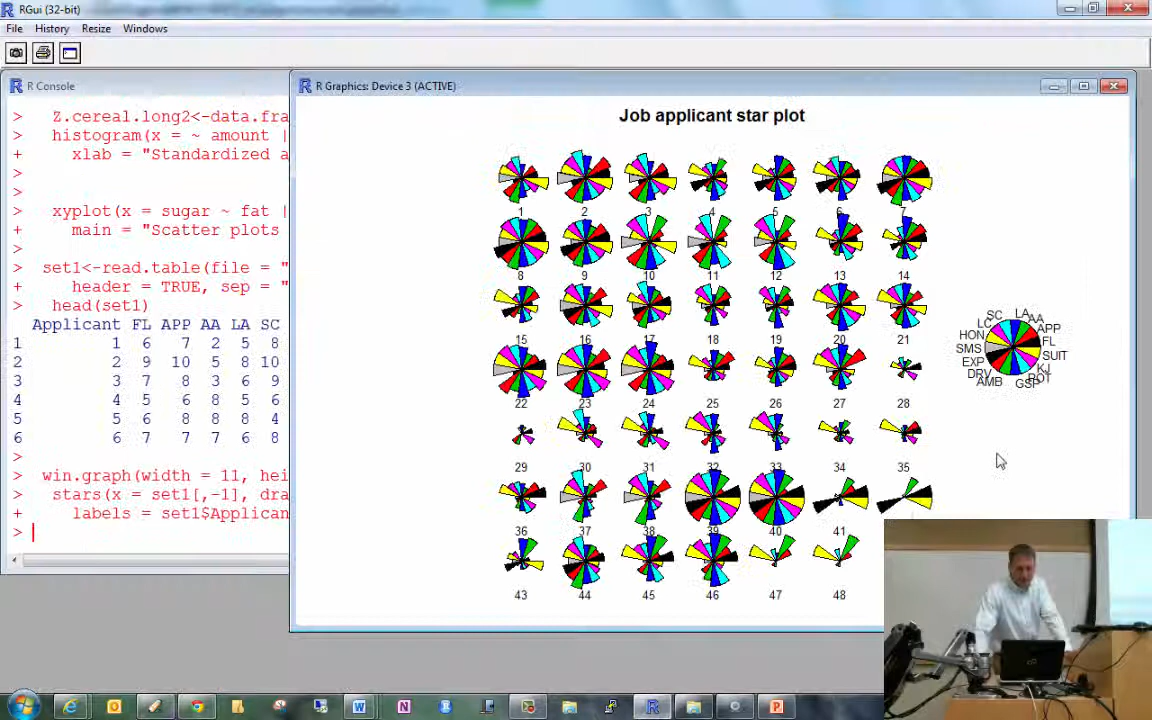 RGui (32-bit)
File History Resize Windows
R Console
> Z.cereal.long2<-data.fra
> histogram(x = ~ amount |
+ xlab = "Standardized a
>
>
> xyplot(x = sugar ~ fat |
+ main = "Scatter plots
>
> set1<-read.table(file = "
+ header = TRUE, sep = "
> head(set1)
Applicant FL APP AA LA SC
1 1 6 7 2 5 8
2 2 9 10 5 8 10
3 3 7 8 3 6 9
4 4 5 6 8 5 6
5 5 6 8 8 8 4
6 6 7 7 7 6 8
>
> win.graph(width = 11, hei
> stars(x = set1[,-1], dra
+ labels = set1$Applican
>
R Graphics: Device 3 (ACTIVE)
Job applicant star plot
1 2 3 4 5 6 7
8 9 10 11 12 13 14
15 16 17 18 19 20 21
22 23 24 25 26 27 28
29 30 31 32 33 34 35
36 37 38 39 40 41
43 44 45 46 47 48
LA
SC AA
LC APP
HON FL
SMS SUIT
EXP KJ
DRV POT
AMB GSP